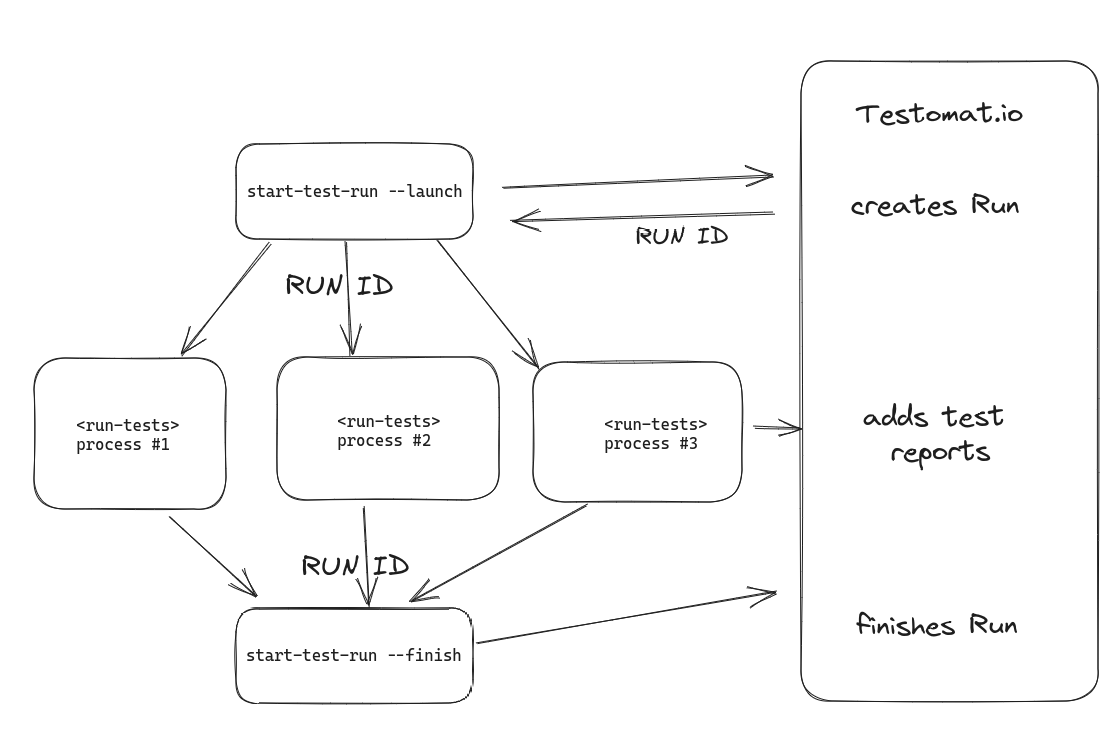 Testomat.io
start-test-run --launch
creates Run
RUN ID
RUN ID
<run-tests>
process #1
<run-tests>
process #2
<run-tests>
process #3
adds test
reports
RUN ID
start-test-run --finish
finishes Run